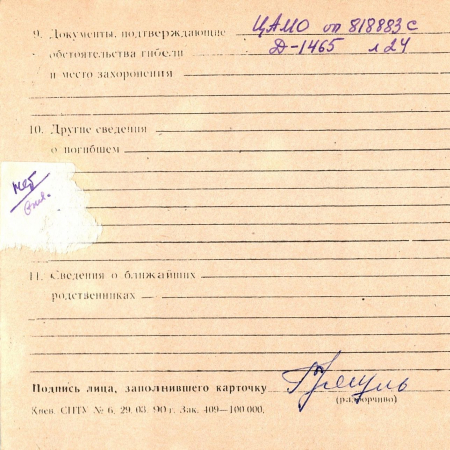 9. Документы, подтверждающие ЦАМО оп 818883 с
обстоятельства гибели Д-1465 л 24
и место захоронения
10. Другие сведения
о погибшем
11. Сведения о ближайших
родственниках
Подпись лица, заполнившего карточку
(разборчиво)
Киев. СПТУ № 6, 29. 03. 90 г. Зак. 409—100 000.